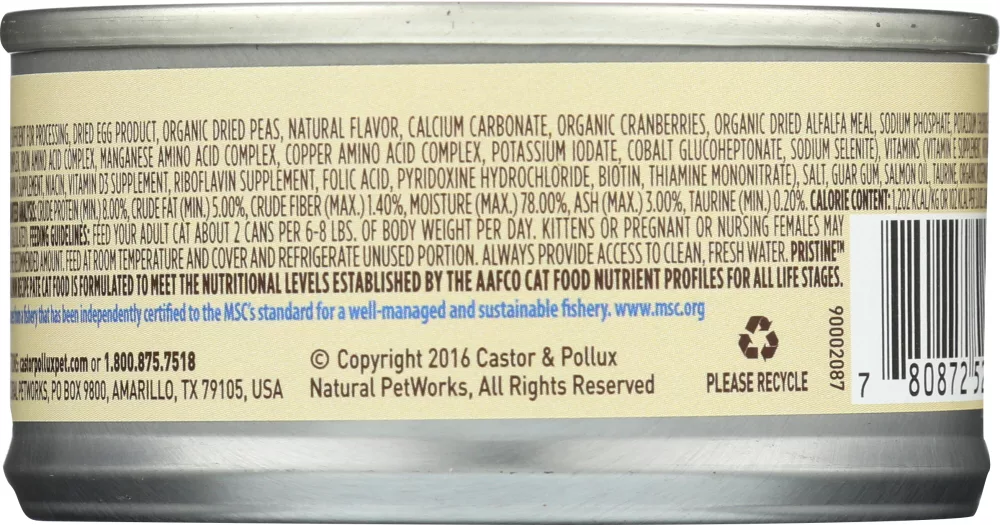 FOR PROCESSING, DRIED EGG PRODUCT, ORGANIC DRIED PEAS, NATURAL FLAVOR, CALCIUM CARBONATE, ORGANIC CRANBERRIES, ORGANIC DRIED ALFALFA MEAL, SODIUM PHOSPHATE, POTASSIUM
IRON AMINO ACID COMPLEX, MANGANESE AMINO ACID COMPLEX, COPPER AMINO ACID COMPLEX, POTASSIUM IODATE, COBALT GLUCOHEPTONATE, SODIUM SELENITE), VITAMINS (VITAMIN E
SUPPLEMENT, NIACIN, VITAMIN D3 SUPPLEMENT, RIBOFLAVIN SUPPLEMENT, FOLIC ACID, PYRIDOXINE HYDROCHLORIDE, BIOTIN, THIAMINE MONONITRATE), SALT, GUAR GUM, SALMON OIL, TAURINE, ORGANIC
CRUDE PROTEIN (MIN.) 8.00%, CRUDE FAT (MIN.) 5.00%, CRUDE FIBER (MAX.) 1.40%, MOISTURE (MAX.) 78.00%, ASH (MAX.) 3.00%, TAURINE (MIN.) 0.20%. CALORIE CONTENT: 1,202 KCAL/KG OR
FEEDING GUIDELINES: FEED YOUR ADULT CAT ABOUT 2 CANS PER 6-8 LBS. OF BODY WEIGHT PER DAY. KITTENS OR PREGNANT OR NURSING FEMALES MAY
AMOUNT. FEED AT ROOM TEMPERATURE AND COVER AND REFRIGERATE UNUSED PORTION. ALWAYS PROVIDE ACCESS TO CLEAN, FRESH WATER. PRISTINE™
RECIPE PATE CAT FOOD IS FORMULATED TO MEET THE NUTRITIONAL LEVELS ESTABLISHED BY THE AAFCO CAT FOOD NUTRIENT PROFILES FOR ALL LIFE STAGES.
a fishery that has been independently certified to the MSC's standard for a well-managed and sustainable fishery. www.msc.org
castorpolluxpet.com or 1.800.875.7518
PETWORKS, PO BOX 9800, AMARILLO, TX 79105, USA
© Copyright 2016 Castor & Pollux
Natural PetWorks, All Rights Reserved
PLEASE RECYCLE
90002087
7 80872 52